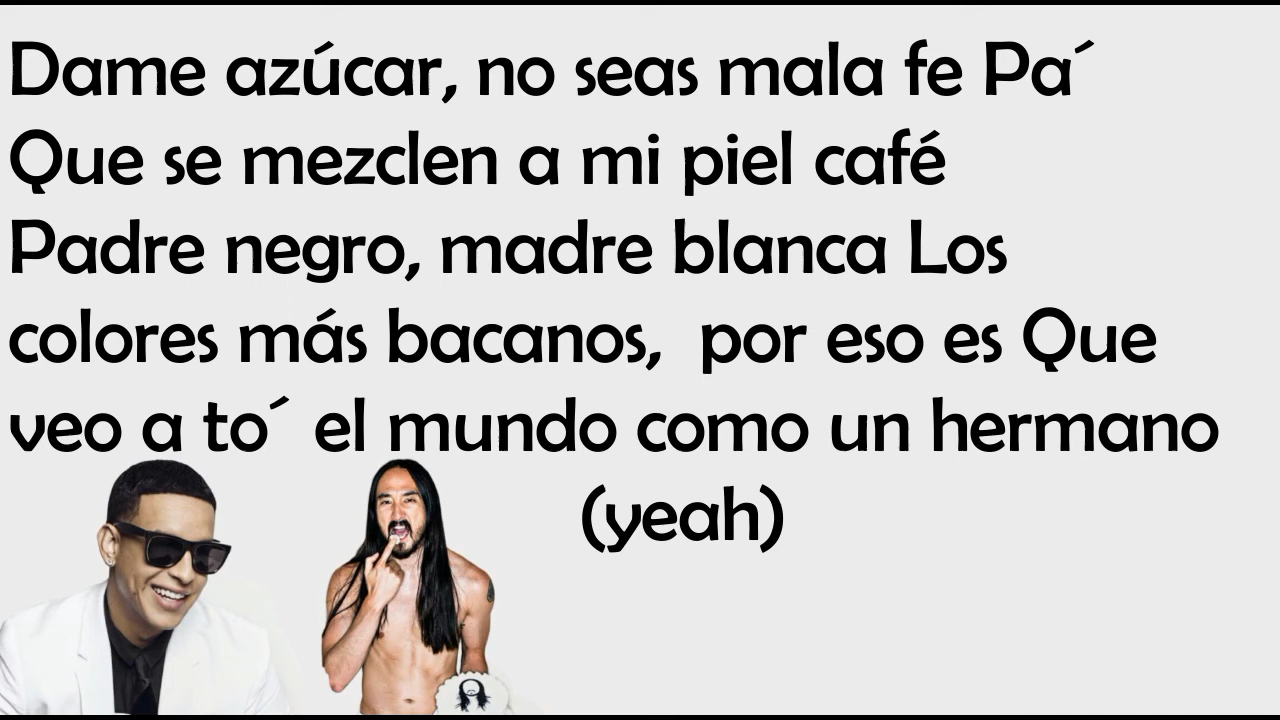 Dame azúcar, no seas mala fe Pa´
Que se mezclen a mi piel café
Padre negro, madre blanca Los
colores más bacanos,  por eso es Que
veo a to´ el mundo como un hermano
(yeah)